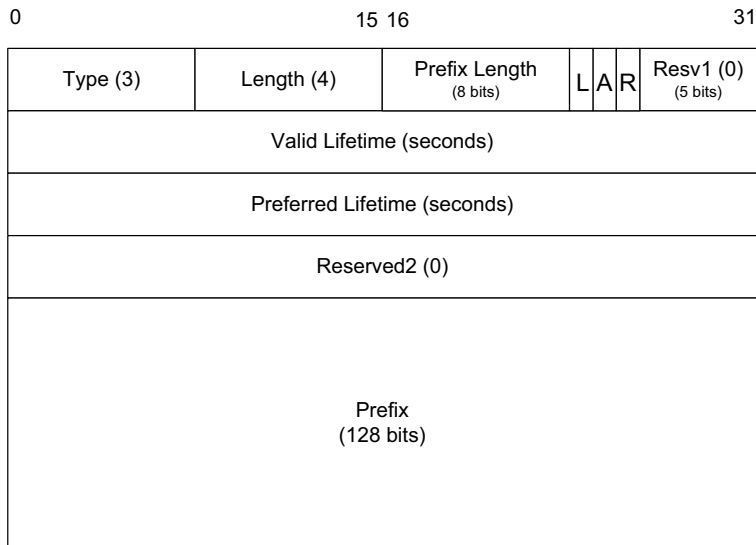 0 15 16 31
Type (3) Length (4) Prefix Length L A R Resv1 (0)
(8 bits) (5 bits)
Valid Lifetime (seconds)
Preferred Lifetime (seconds)
Reserved2 (0)
Prefix
(128 bits)